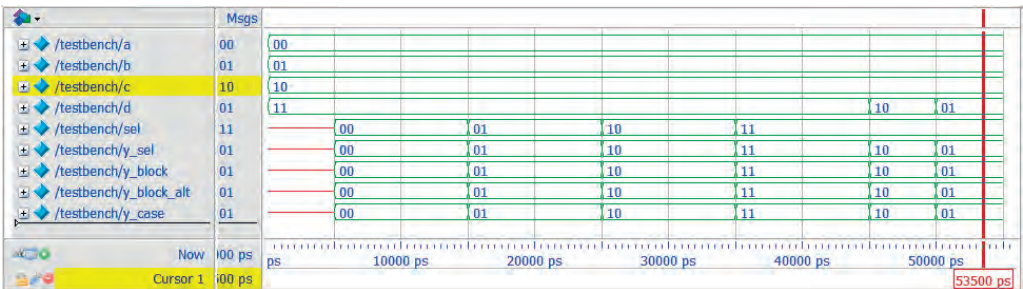 Msgs
/testbench/a 00 00
/testbench/b 01 01
/testbench/c 10 10
/testbench/d 01 11 10 01
/testbench/sel 11 00 01 10 11
/testbench/y_sel 01 00 01 10 11 10 01
/testbench/y_block 01 00 01 10 11 10 01
/testbench/y_block_alt 01 00 01 10 11 10 01
/testbench/y_case 01 00 01 10 11 10 01
Now 00 ps ps 10000 ps 20000 ps 30000 ps 40000 ps 50000 ps
Cursor 1 00 ps 53500 ps